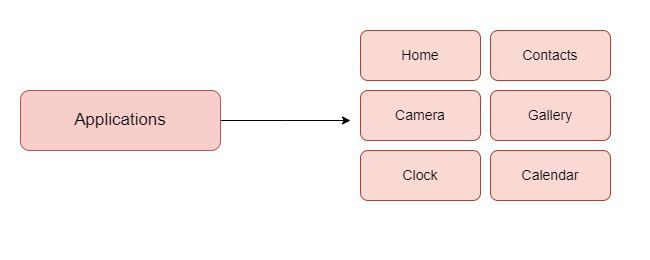 Applications
Home
Contacts
Camera
Gallery
Clock
Calendar